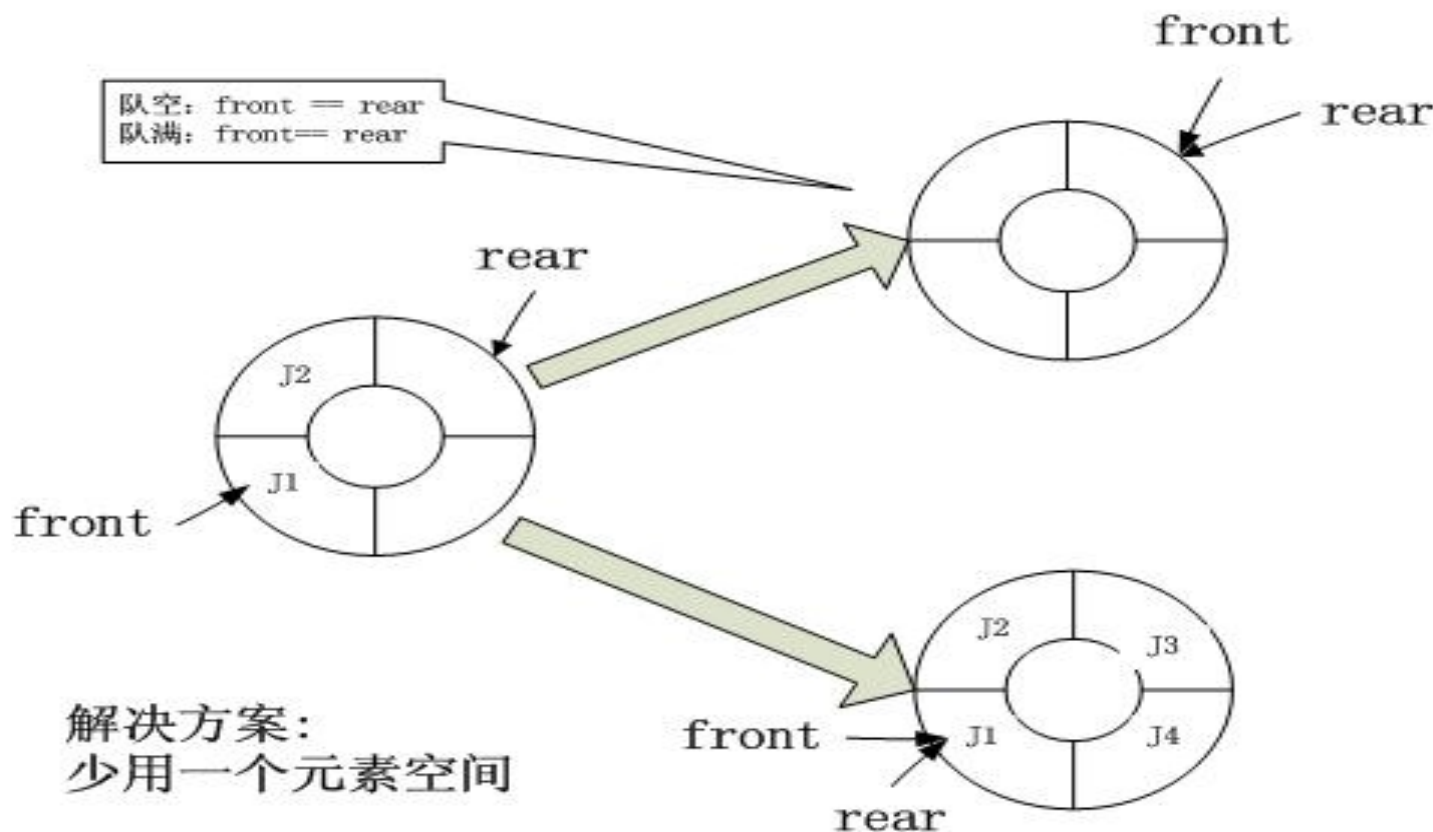 front
rear
队空: front == rear
队满: front== rear
rear
J2
J1
front
J2
J3
J1
J4
front
rear
解决方案:
少用一个元素空间